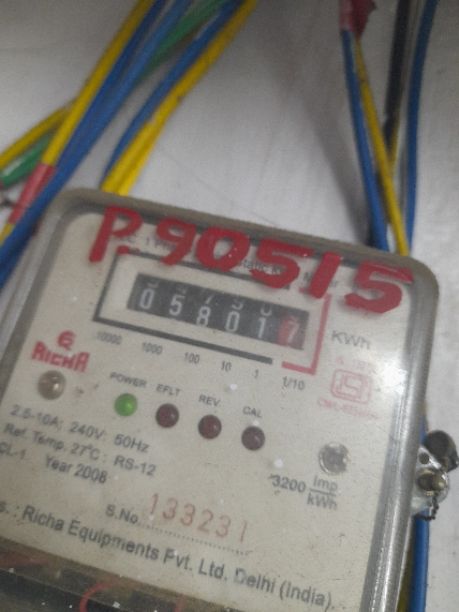 P.90515
058017
KWh
10000 1000 100 10 1 1/10
RICHA
POWER EFLT REV. CAL
2.5-10A; 240V: 50Hz
Ref. Temp. 27°C : RS-12
CL-1. Year 2008
3200 Imp
kWh
S.No. 133231
s. : Richa Equipments Pvt. Ltd. Delhi (India).